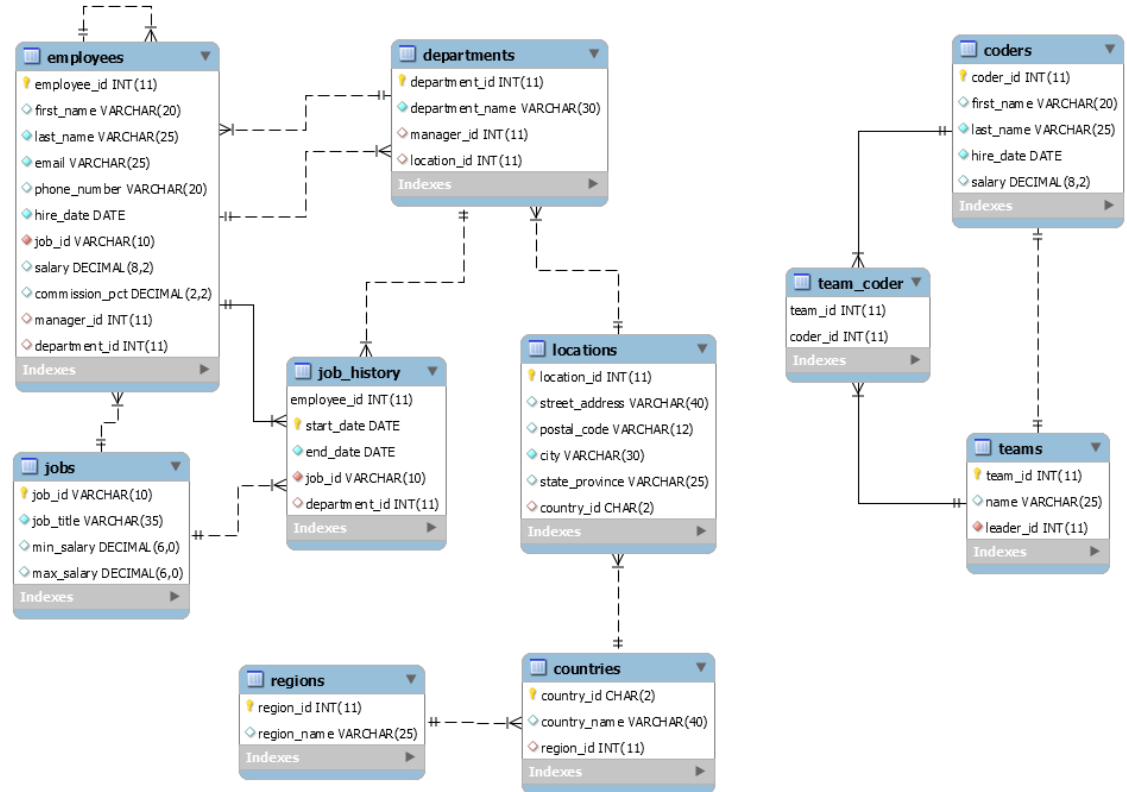 employees
employee_id INT(11)
first_name VARCHAR(20)
last_name VARCHAR(25)
email VARCHAR(25)
phone_number VARCHAR(20)
hire_date DATE
job_id VARCHAR(10)
salary DECIMAL(8,2)
commission_pct DECIMAL(2,2)
manager_id INT(11)
department_id INT(11)
Indexes
departments
department_id INT(11)
department_name VARCHAR(30)
manager_id INT(11)
location_id INT(11)
Indexes
coders
coder_id INT(11)
first_name VARCHAR(20)
last_name VARCHAR(25)
hire_date DATE
salary DECIMAL(8,2)
Indexes
team_coder
team_id INT(11)
coder_id INT(11)
Indexes
job_history
employee_id INT(11)
start_date DATE
end_date DATE
job_id VARCHAR(10)
department_id INT(11)
Indexes
locations
location_id INT(11)
street_address VARCHAR(40)
postal_code VARCHAR(12)
city VARCHAR(30)
state_province VARCHAR(25)
country_id CHAR(2)
Indexes
jobs
job_id VARCHAR(10)
job_title VARCHAR(35)
min_salary DECIMAL(6,0)
max_salary DECIMAL(6,0)
Indexes
teams
team_id INT(11)
name VARCHAR(25)
leader_id INT(11)
Indexes
regions
region_id INT(11)
region_name VARCHAR(25)
Indexes
countries
country_id CHAR(2)
country_name VARCHAR(40)
region_id INT(11)
Indexes